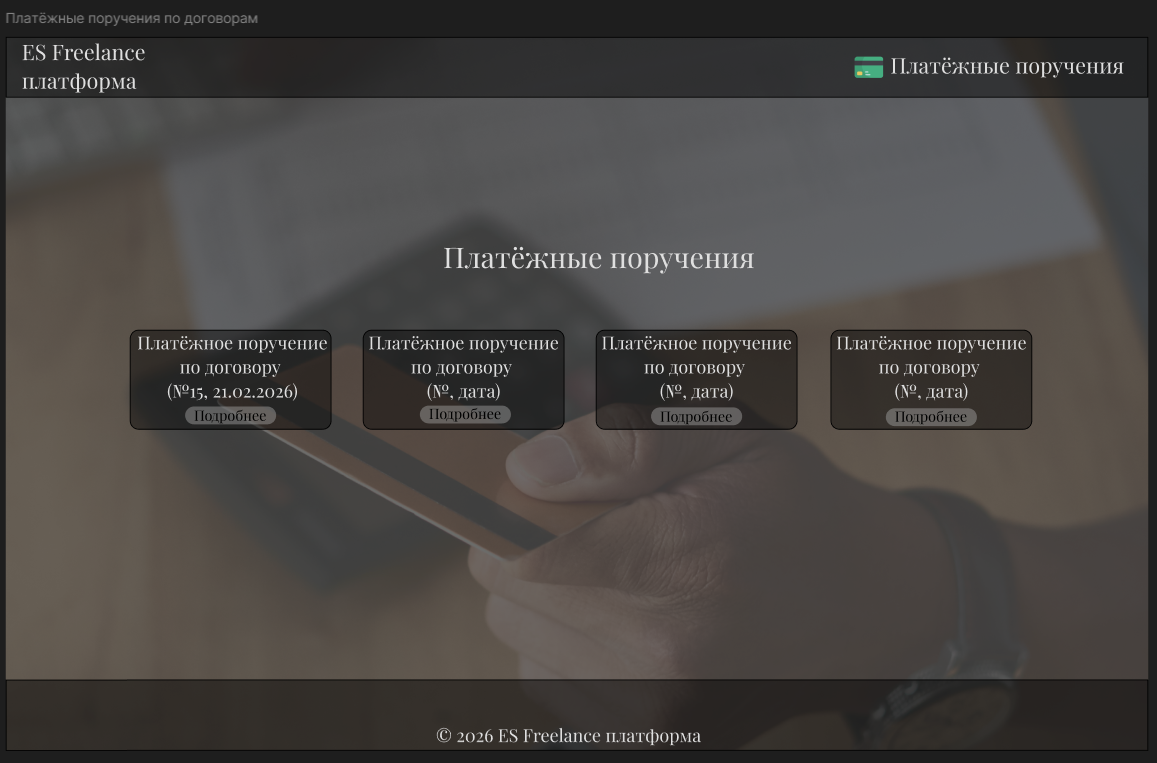 Платёжные поручения по договорам
ES Freelance
платформа
Платёжные поручения
Платёжные поручения
Платёжное поручение
по договору
(№15, 21.02.2026)
Подробнее
Платёжное поручение
по договору
(№, дата)
Подробнее
Платёжное поручение
по договору
(№, дата)
Подробнее
Платёжное поручение
по договору
(№, дата)
Подробнее
© 2026 ES Freelance платформа